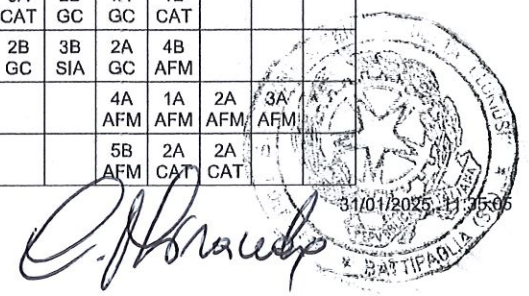 CAT GC GC CAT
2B GC 3B SIA 2A GC 4B AFM
4A AFM 1A AFM 2A AFM 3A AFM
5B AFM 2A CAT 2A CAT
31/01/2025 11:35:05
* BATTIPAGLIA (SA) *